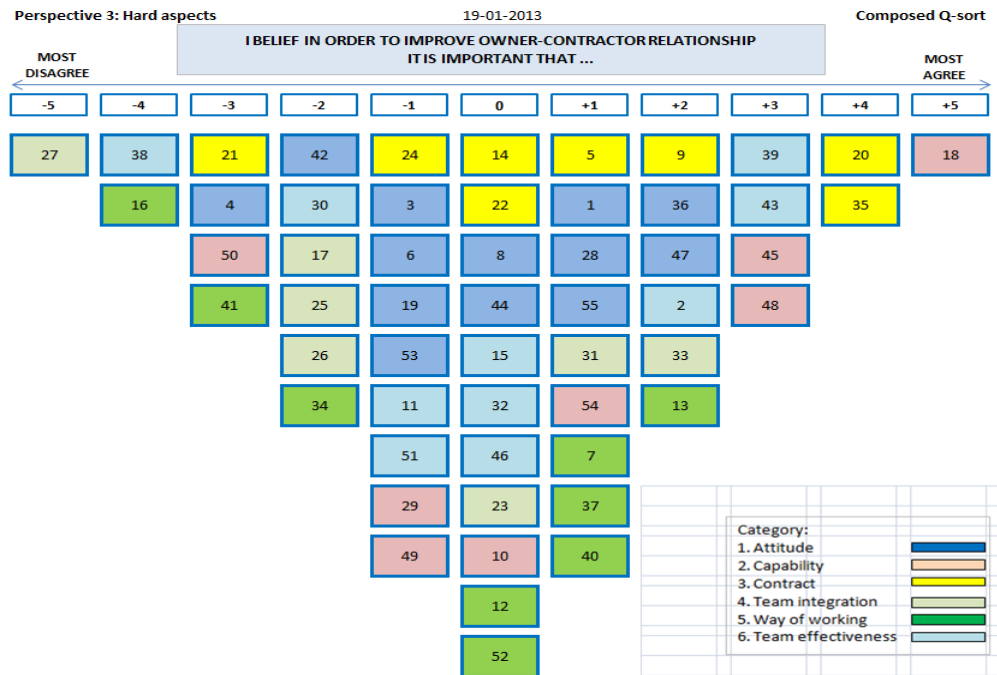 Perspective 3: Hard aspects 19-01-2013 Composed Q-sort
I BELIEF IN ORDER TO IMPROVE OWNER-CONTRACTOR RELATIONSHIP
IT IS IMPORTANT THAT ...
MOST
DISAGREE
MOST
AGREE
-5 -4 -3 -2 -1 0 +1 +2 +3 +4 +5
27 38 21 42 24 14 5 9 39 20 18
16 4 30 3 22 1 36 43 35
50 17 6 8 28 47 45
41 25 19 44 55 2 48
26 53 15 31 33
34 11 32 54 13
51 46 7
29 23 37
49 10 40
12
52
Category:
1. Attitude
2. Capability
3. Contract
4. Team integration
5. Way of working
6. Team effectiveness